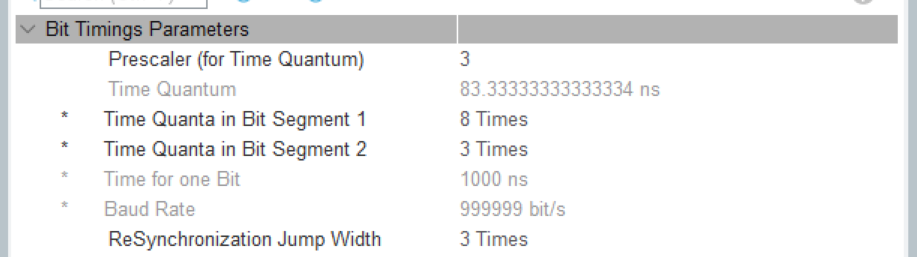 Bit Timings Parameters
Prescaler (for Time Quantum) 3
Time Quantum 83.33333333333334 ns
* Time Quanta in Bit Segment 1 8 Times
* Time Quanta in Bit Segment 2 3 Times
* Time for one Bit 1000 ns
* Baud Rate 999999 bit/s
ReSynchronization Jump Width 3 Times